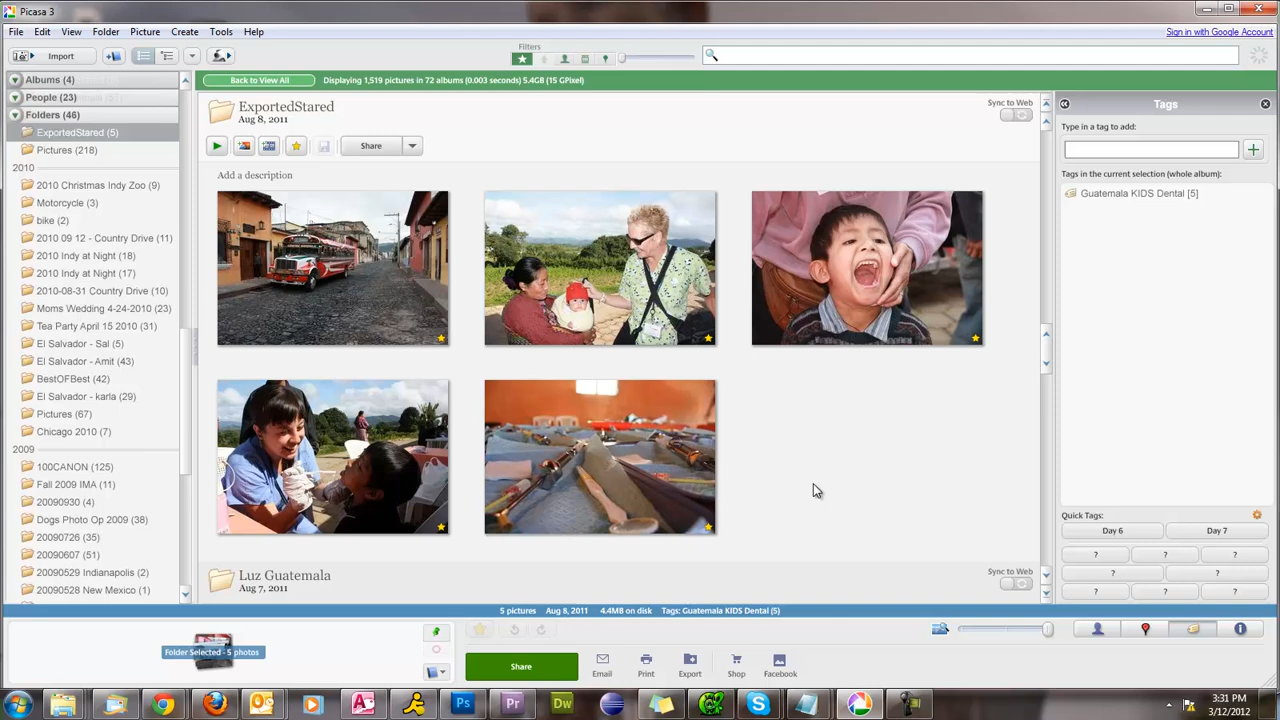 Picasa 3
File Edit View Folder Picture Create Tools Help
Sign in with Google Account
Import
Filters
Albums (4)
Back to View All
Displaying 1,519 pictures in 72 albums (0.003 seconds) 5.4GB (15 GPixel)
People (23)
Folders (46)
ExportedStared (5)
Pictures (218)
2010
2010 Christmas Indy Zoo (9)
Motorcycle (3)
bike (2)
2010 09 12 - Country Drive (11)
2010 Indy at Night (18)
2010 Indy at Night (17)
2010-08-31 Country Drive (10)
Moms Wedding 4-24-2010 (23)
Tea Party April 15 2010 (31)
El Salvador - Sal (5)
El Salvador - Amit (43)
BestOFBest (42)
El Salvador - karla (29)
Pictures (67)
Chicago 2010 (7)
2009
100CANON (125)
Fall 2009 IMA (11)
20090930 (4)
Dogs Photo Op 2009 (38)
20090726 (35)
20090607 (51)
20090529 Indianapolis (2)
20090528 New Mexico (1)
ExportedStared
Aug 8, 2011
Sync to Web
Share
Add a description
Luz Guatemala
Aug 7, 2011
Sync to Web
Tags
Type in a tag to add:
Tags in the current selection (whole album):
Guatemala KIDS Dental [5]
Quick Tags:
Day 6 Day 7
? ? ?
? ?
? ? ?
5 pictures Aug 8, 2011 4.4MB on disk Tags: Guatemala KIDS Dental (5)
Folder Selected - 5 photos
Share
Email Print Export Shop Facebook
Ps Pr Dw
3:31 PM
3/12/2012